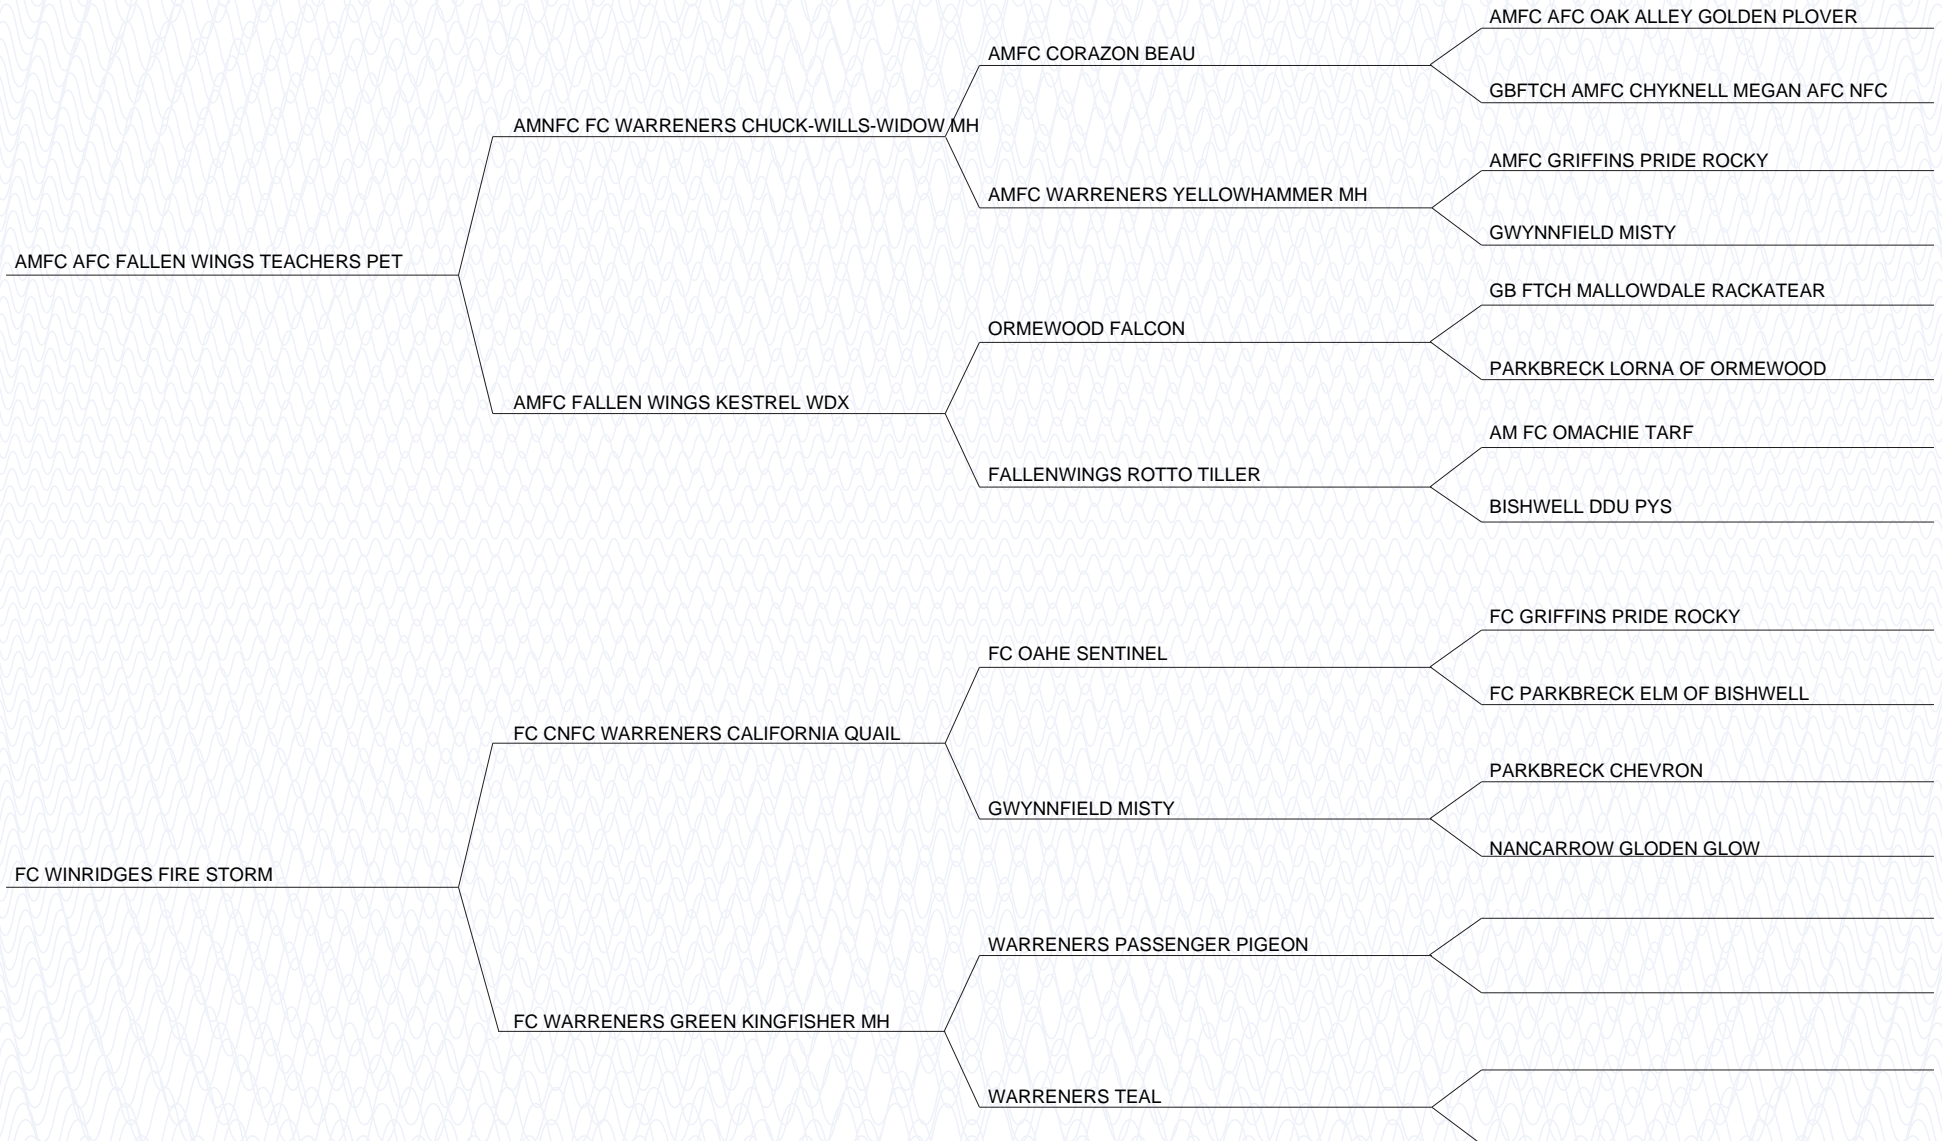 AMFC AFC OAK ALLEY GOLDEN PLOVER
AMFC CORAZON BEAU
GBFTCH AMFC CHYKNELL MEGAN AFC NFC
AMNFC FC WARRENERS CHUCK-WILLS-WIDOW MH
AMFC GRIFFINS PRIDE ROCKY
AMFC WARRENERS YELLOWHAMMER MH
GWYNNFIELD MISTY
AMFC AFC FALLEN WINGS TEACHERS PET
GB FTCH MALLOWDALE RACKATEAR
ORMEWOOD FALCON
PARKBRECK LORNA OF ORMEWOOD
AMFC FALLEN WINGS KESTREL WDX
AM FC OMACHIE TARF
FALLENWINGS ROTTO TILLER
BISHWELL DDU PYS
FC GRIFFINS PRIDE ROCKY
FC OAHE SENTINEL
FC PARKBRECK ELM OF BISHWELL
FC CNFC WARRENERS CALIFORNIA QUAIL
PARKBRECK CHEVRON
GWYNNFIELD MISTY
NANCARROW GLODEN GLOW
FC WINRIDGES FIRE STORM
WARRENERS PASSENGER PIGEON
FC WARRENERS GREEN KINGFISHER MH
WARRENERS TEAL